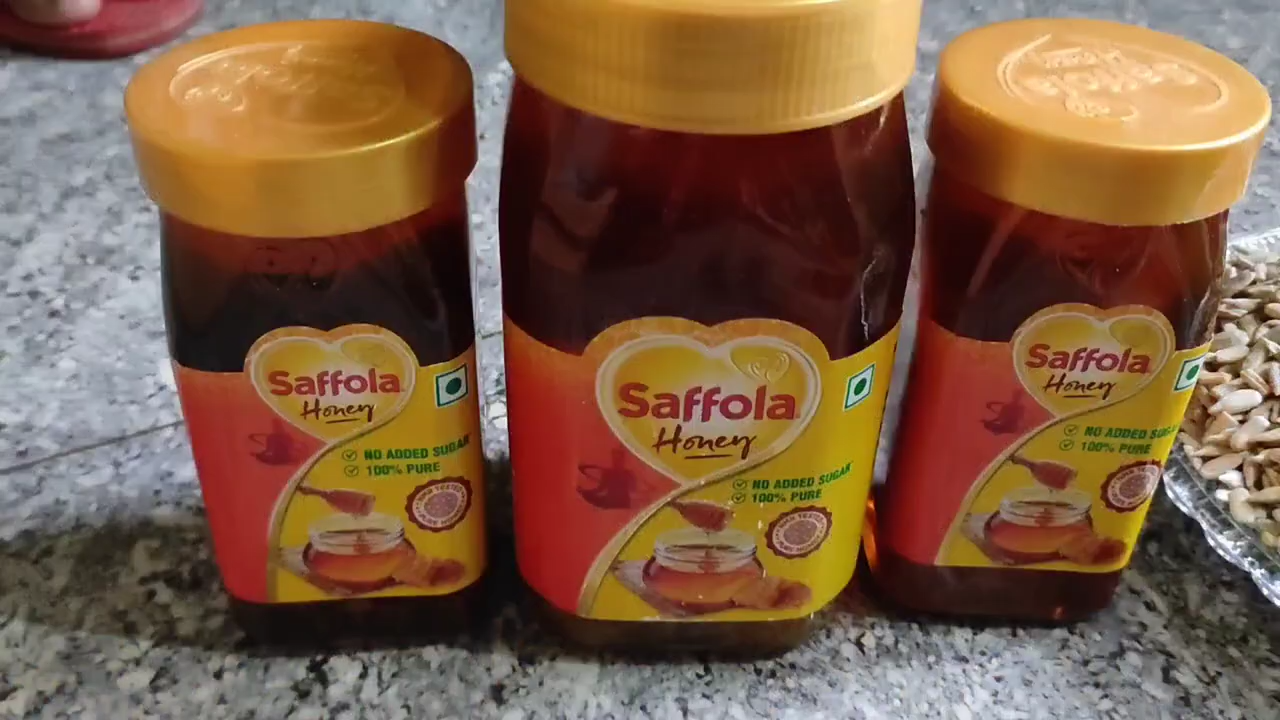 Saffola
Honey
NO ADDED SUGAR
100% PURE
Saffola
Honey
NO ADDED SUGAR*
100% PURE
Saffola
Honey
NO ADDED SUGAR
100% PURE